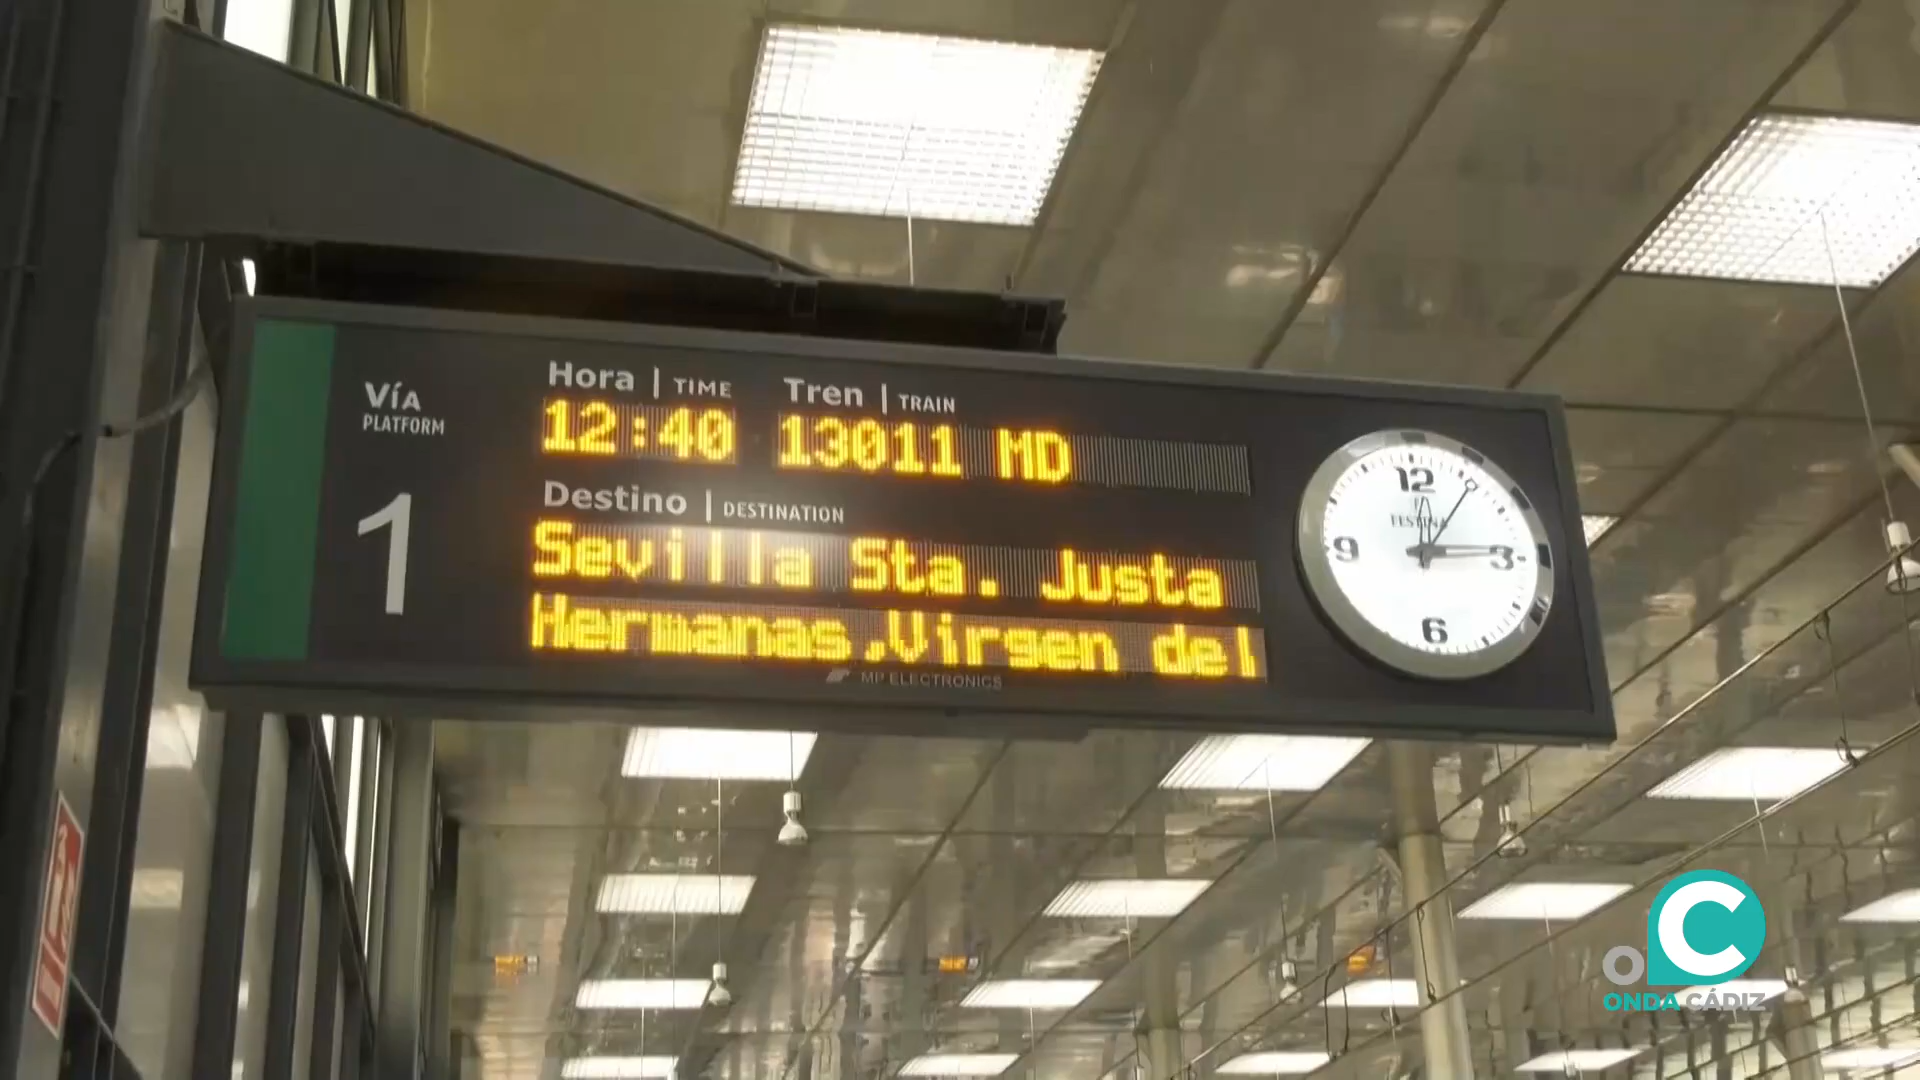 Vía
PLATFORM
1
Hora | TIME
12:40
Tren | TRAIN
13011 MD
Destino | DESTINATION
Sevilla Sta. Justa
Hermanas,Virgen del
MP ELECTRONICS
12
FESTINA
9
3
6
ONDA CÁDIZ